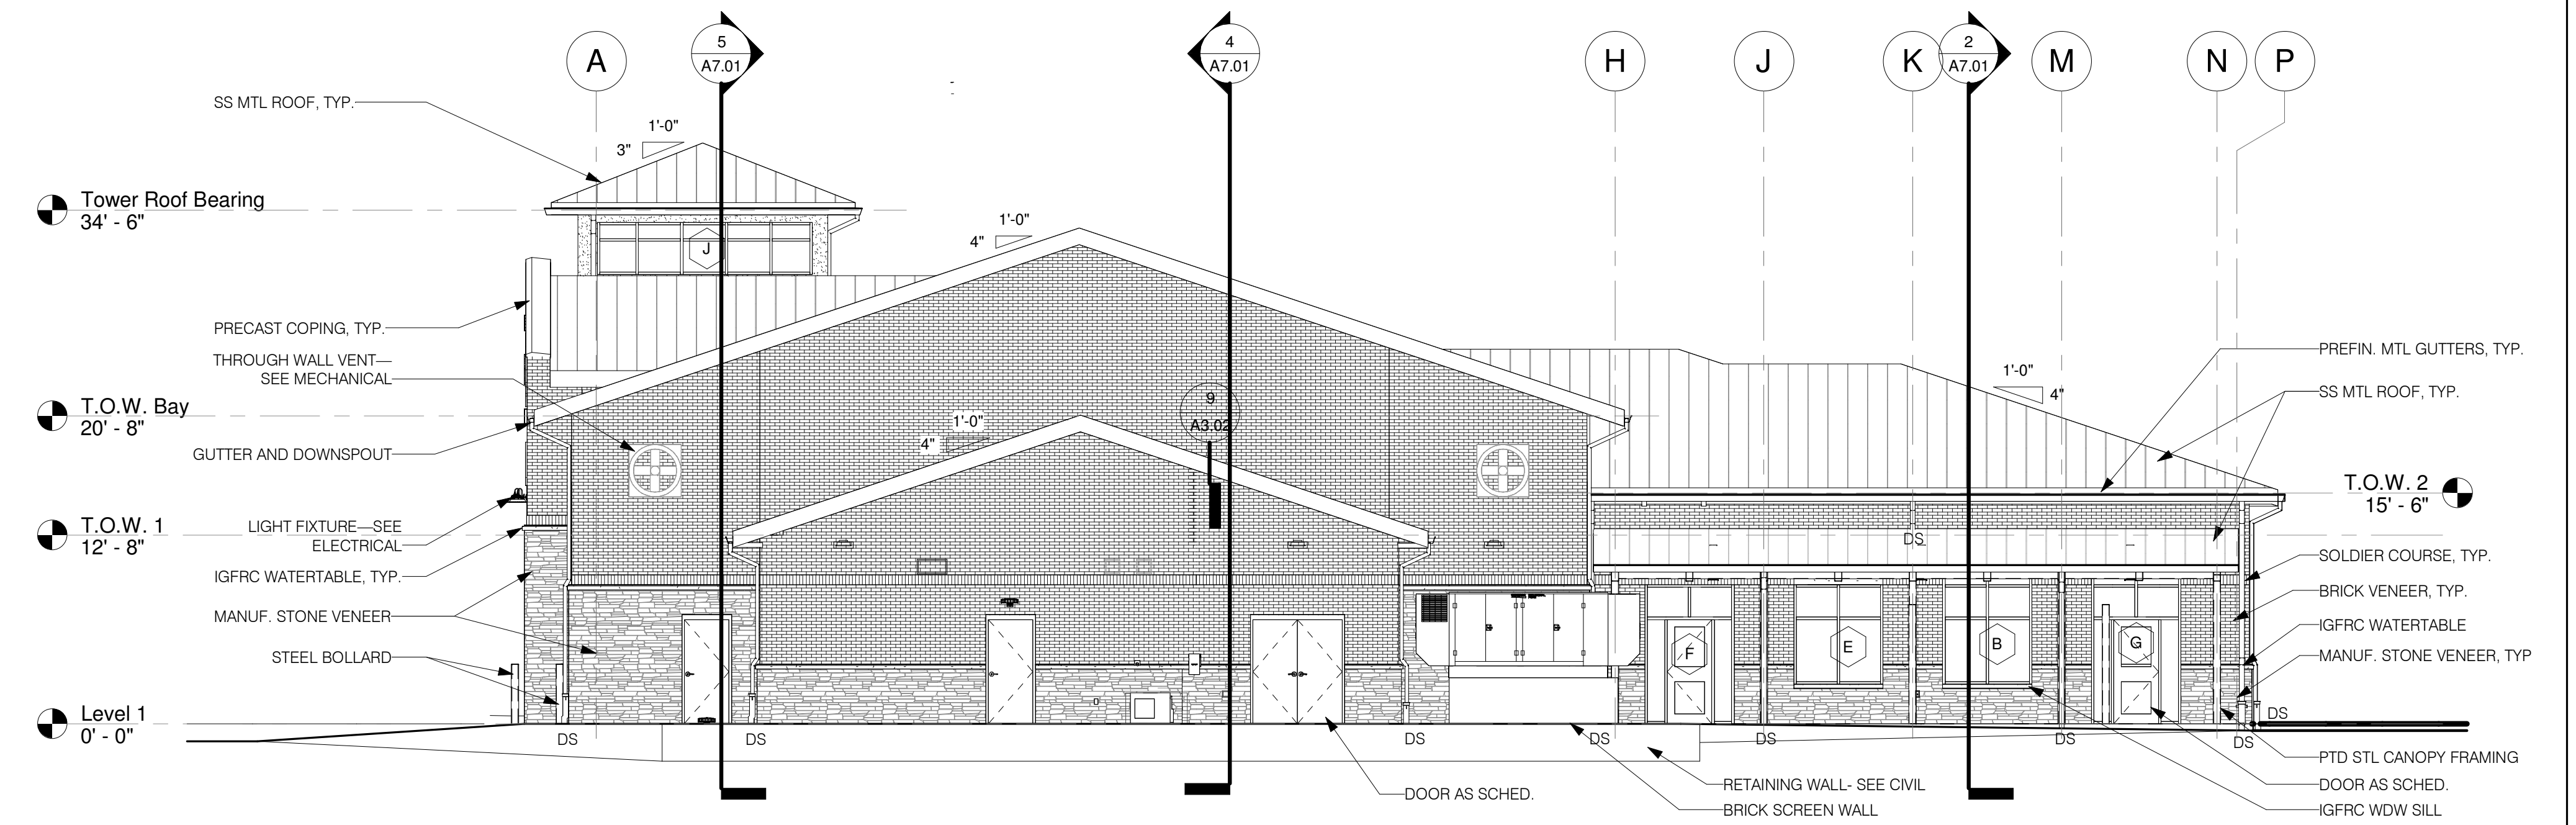 A
5
A7.01
4
A7.01
H
J
K
2
A7.01
M
N
P
SS MTL ROOF, TYP.
1'-0"
3"
Tower Roof Bearing
34' - 6"
J
1'-0"
4"
PRECAST COPING, TYP.
THROUGH WALL VENT—
SEE MECHANICAL
T.O.W. Bay
20' - 8"
GUTTER AND DOWNSPOUT
LIGHT FIXTURE—SEE
ELECTRICAL
T.O.W. 1
12' - 8"
IGFRC WATERTABLE, TYP.
MANUF. STONE VENEER
STEEL BOLLARD
Level 1
0' - 0"
9
A3.02
1'-0"
4"
1'-0"
4"
PREFIN. MTL GUTTERS, TYP.
SS MTL ROOF, TYP.
T.O.W. 2
15' - 6"
DS
SOLDIER COURSE, TYP.
BRICK VENEER, TYP.
IGFRC WATERTABLE
MANUF. STONE VENEER, TYP
F
E
B
G
DS
DS
DS
DS
DS
DS
DS
DS
PTD STL CANOPY FRAMING
DOOR AS SCHED.
IGFRC WDW SILL
DOOR AS SCHED.
RETAINING WALL- SEE CIVIL
BRICK SCREEN WALL